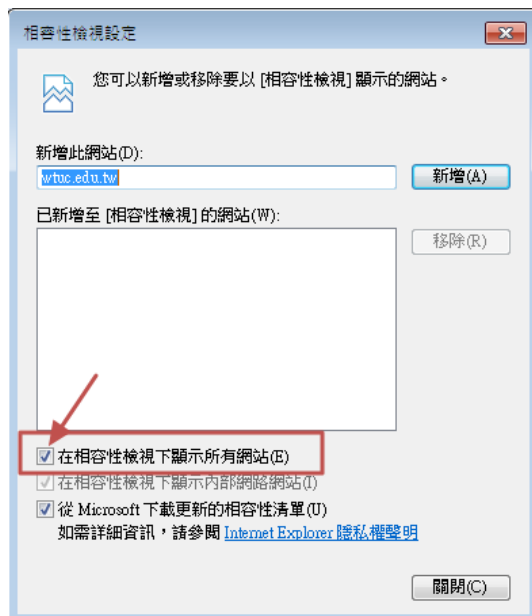 相容性檢視設定
您可以新增或移除要以 [相容性檢視] 顯示的網站。
新增此網站(D):
wtuc.edu.tw
新增(A)
已新增至 [相容性檢視] 的網站(W):
移除(R)
在相容性檢視下顯示所有網站(E)
在相容性檢視下顯示內部網路網站(I)
從 Microsoft 下載更新的相容性清單(U)
如需詳細資訊，請參閱 Internet Explorer 隱私權聲明
關閉(C)